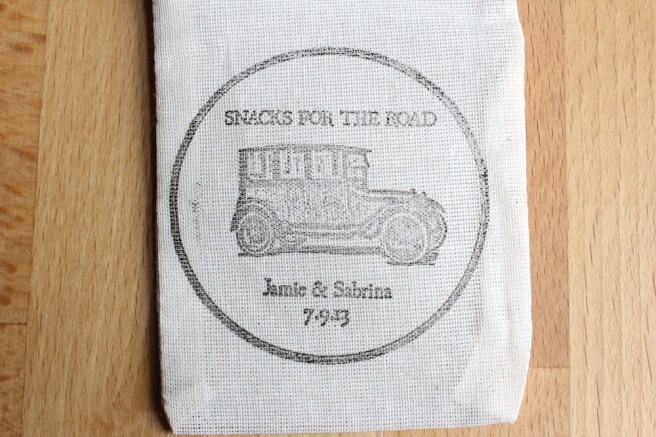 SNACKS FOR THE ROAD
Jamie & Sabrina
7.9.13